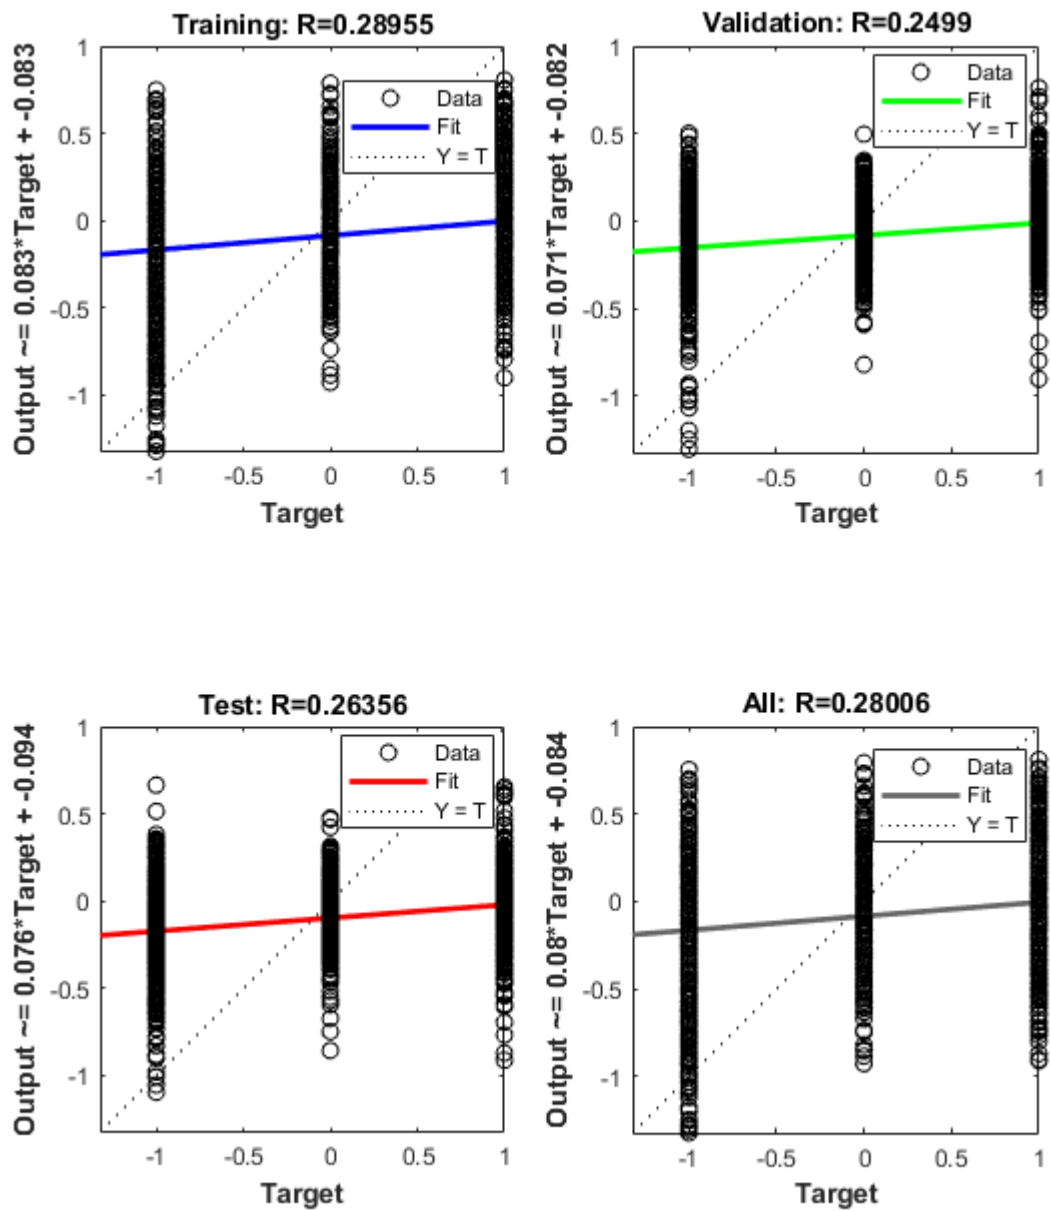 Training: R=0.28955
Output ~= 0.083*Target + -0.083
1
0.5
0
-0.5
-1
Data
Fit
Y = T
-1
-0.5
0
0.5
1
Target
Validation: R=0.2499
Output ~= 0.071*Target + -0.082
1
0.5
0
-0.5
-1
Data
Fit
Y = T
-1
-0.5
0
0.5
1
Target
Test: R=0.26356
Output ~= 0.076*Target + -0.094
1
0.5
0
-0.5
-1
Data
Fit
Y = T
-1
-0.5
0
0.5
1
Target
All: R=0.28006
Output ~= 0.08*Target + -0.084
1
0.5
0
-0.5
-1
Data
Fit
Y = T
-1
-0.5
0
0.5
1
Target